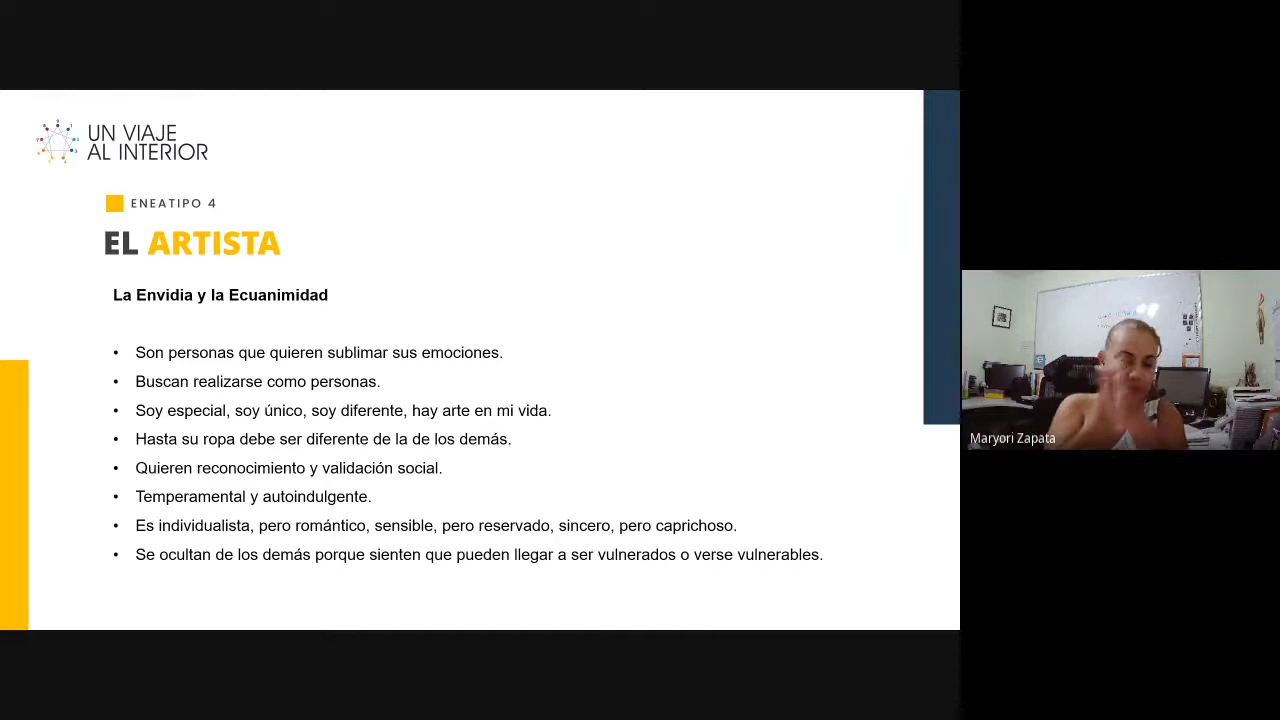 UN VIAJE
AL INTERIOR
ENEATIPO 4
EL ARTISTA
La Envidia y la Ecuanimidad
• Son personas que quieren sublimar sus emociones.
• Buscan realizarse como personas.
• Soy especial, soy único, soy diferente, hay arte en mi vida.
• Hasta su ropa debe ser diferente de la de los demás.
• Quieren reconocimiento y validación social.
• Temperamental y autoindulgente.
• Es individualista, pero romántico, sensible, pero reservado, sincero, pero caprichoso.
• Se ocultan de los demás porque sienten que pueden llegar a ser vulnerados o verse vulnerables.
Maryori Zapata